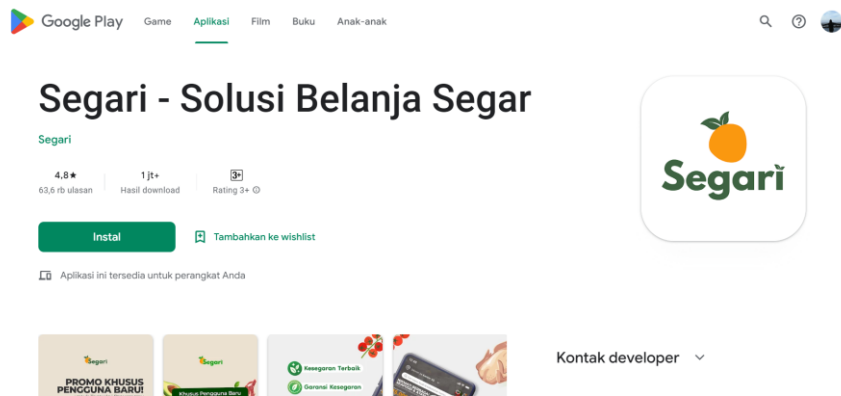 Google Play Game Aplikasi Film Buku Anak-anak
Segari - Solusi Belanja Segar
Segari
Segari
4,8★ 1 jt+ 3+
63,6 rb ulasan Hasil download Rating 3+
Instal Tambahkan ke wishlist
Aplikasi ini tersedia untuk perangkat Anda
Segari
PROMO KHUSUS
PENGGUNA BARU!
Segari
Khusus Pengguna Baru
Kesegaran Terbaik
Garansi Kesegaran
Kontak developer